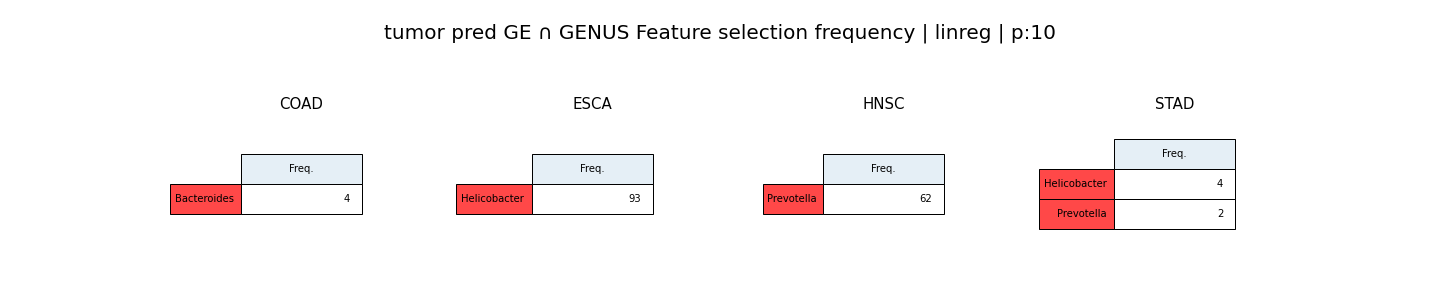 tumor pred GE ∩ GENUS Feature selection frequency | linreg | p:10
COAD
Freq.
Bacteroides 4
ESCA
Freq.
Helicobacter 93
HNSC
Freq.
Prevotella 62
STAD
Freq.
Helicobacter 4
Prevotella 2